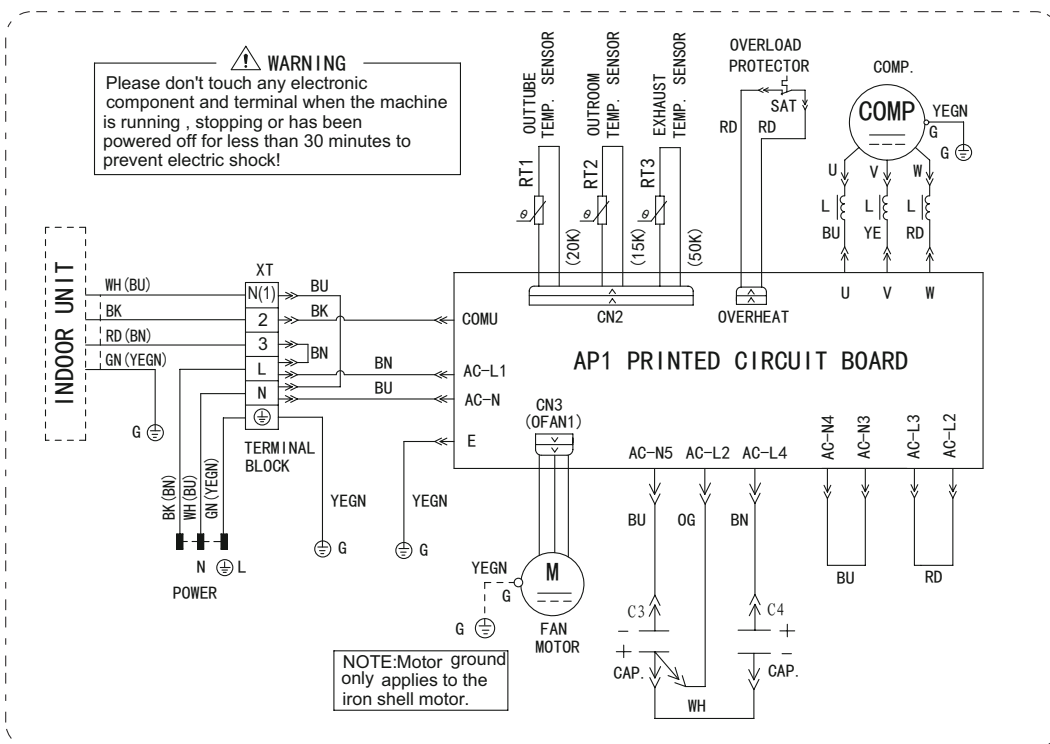 WARNING
Please don't touch any electronic
component and terminal when the machine
is running , stopping or has been
powered off for less than 30 minutes to
prevent electric shock!
OUTTUBE
TEMP. SENSOR
OUTROOM
TEMP. SENSOR
EXHAUST
TEMP. SENSOR
RT1
RT2
RT3
θ
θ
θ
(20K)
(15K)
(50K)
CN2
OVERLOAD
PROTECTOR
SAT
RD
RD
OVERHEAT
COMP.
COMP
YEGN
G
G
U
V
W
L
L
L
BU
YE
RD
U
V
W
INDOOR UNIT
WH(BU)
BK
RD(BN)
GN(YEGN)
G
XT
N(1)
2
3
L
N
TERMINAL
BLOCK
BU
BK
BN
BN
BU
COMU
AC-L1
AC-N
E
AP1 PRINTED CIRCUIT BOARD
CN3
(OFAN1)
AC-N5
AC-L2
AC-L4
AC-N4
AC-N3
AC-L3
AC-L2
BK(BN)
WH(BU)
GN(YEGN)
YEGN
G
YEGN
G
N
L
POWER
YEGN
G
G
M
FAN
MOTOR
BU
OG
BN
BU
RD
C3
-
+
CAP.
C4
+
-
CAP.
WH
NOTE:Motor ground
only applies to the
iron shell motor.